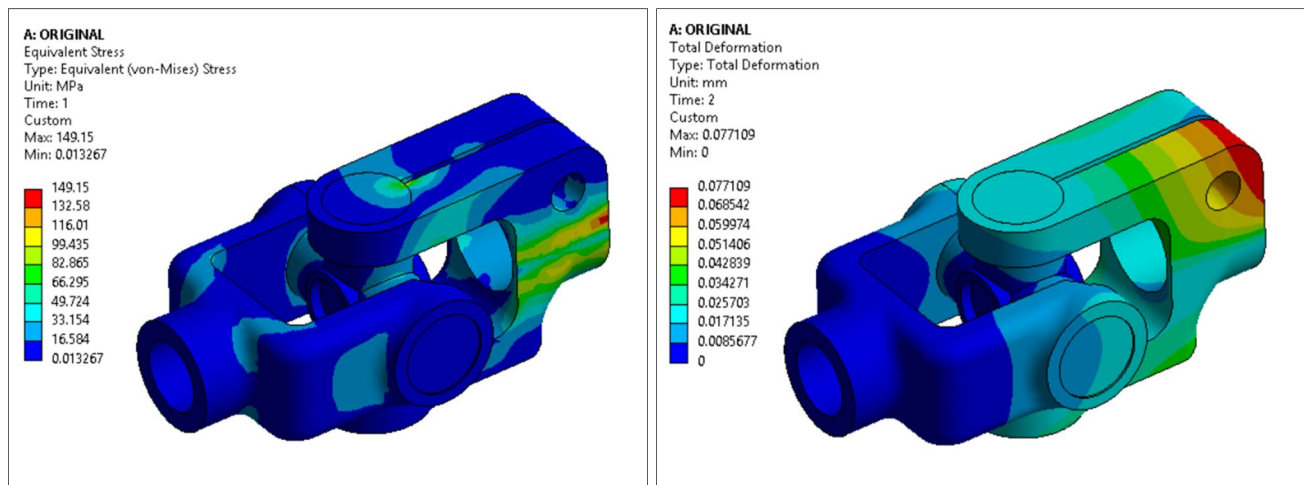 A: ORIGINAL
Equivalent Stress
Type: Equivalent (von-Mises) Stress
Unit: MPa
Time: 1
Custom
Max: 149.15
Min: 0.013267
149.15
132.58
116.01
99.435
82.865
66.295
49.724
33.154
16.584
0.013267
A: ORIGINAL
Total Deformation
Type: Total Deformation
Unit: mm
Time: 2
Custom
Max: 0.077109
Min: 0
0.077109
0.068542
0.059974
0.051406
0.042839
0.034271
0.025703
0.017135
0.0085677
0